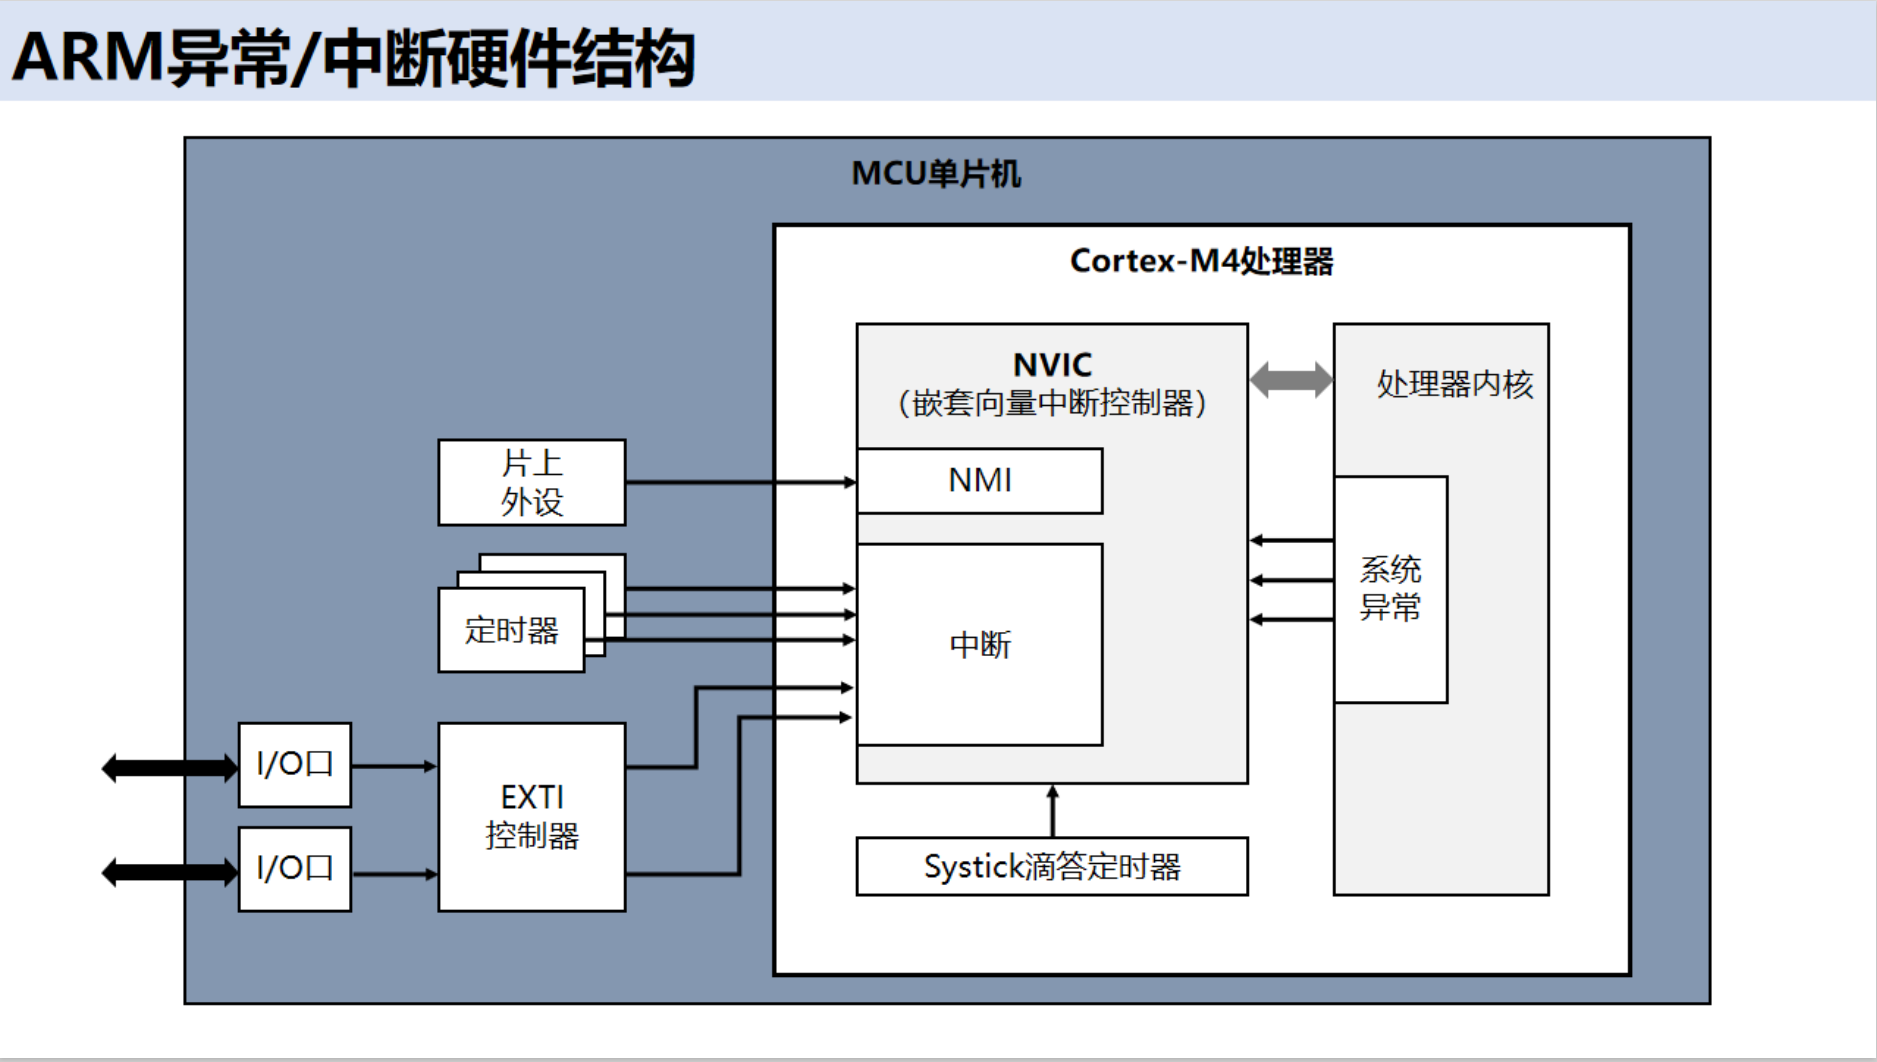 ARM异常/中断硬件结构
MCU单片机
Cortex-M4处理器
NVIC
（嵌套向量中断控制器）
处理器内核
片上
外设
NMI
定时器
中断
系统
异常
I/O口
I/O口
EXTI
控制器
Systick滴答定时器